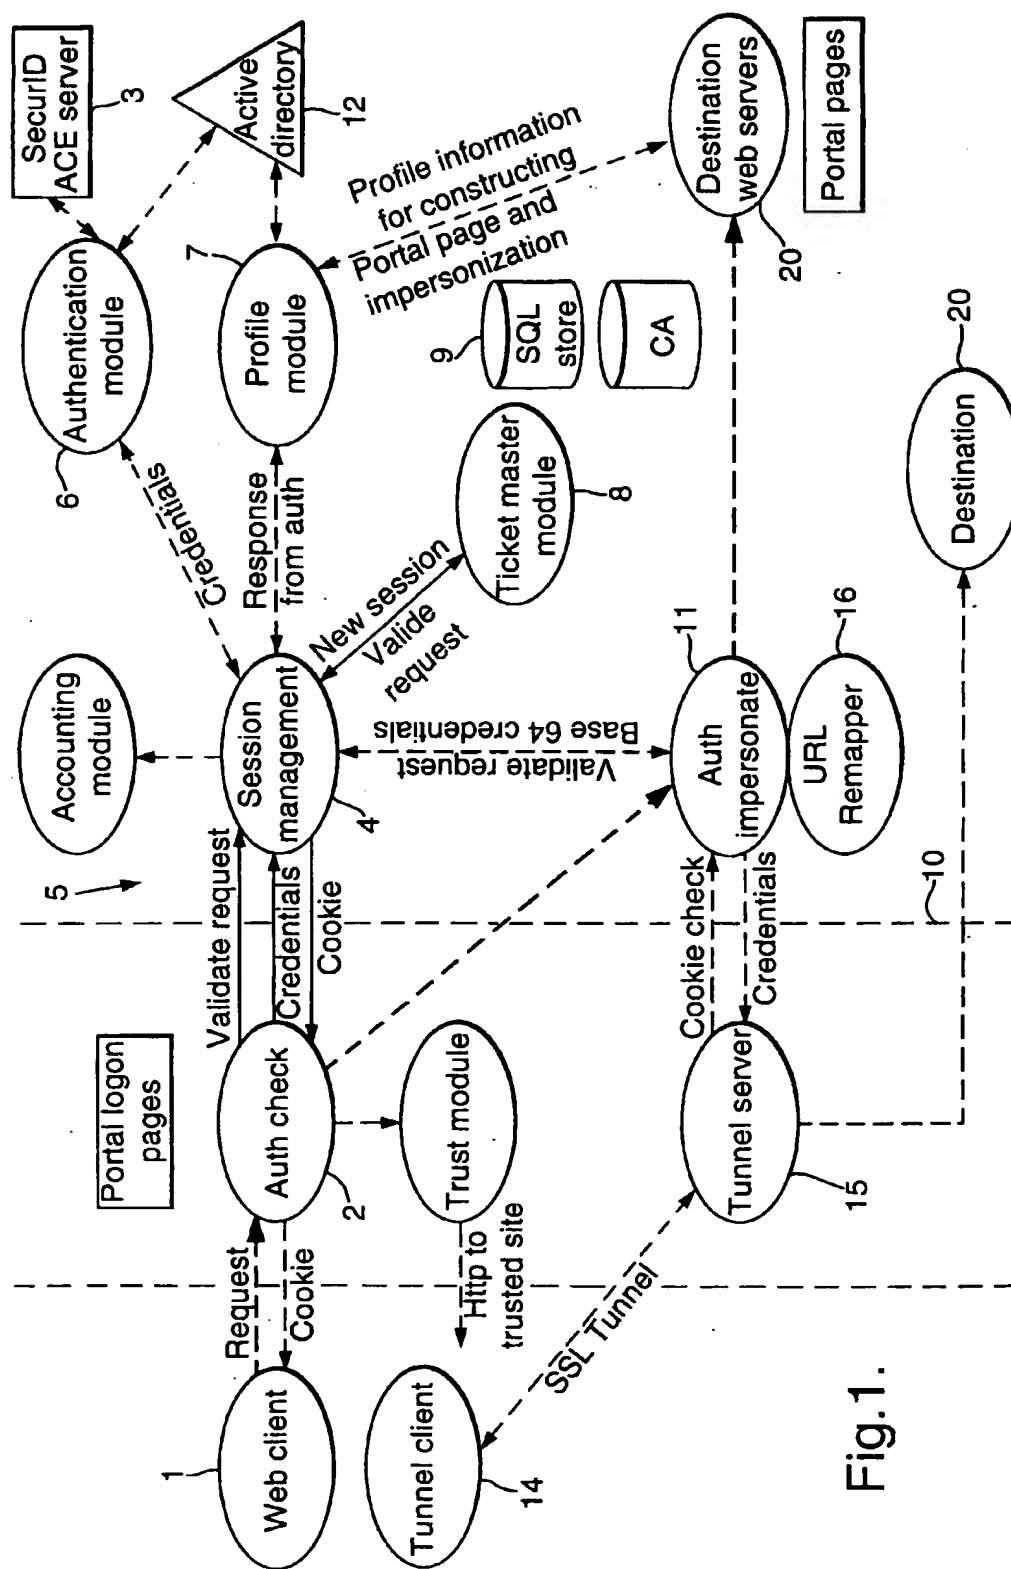 SecurID
ACE server
3
Active
directory
12
Authentication
module
6
Profile
module
7
Profile information
for constructing
Portal page and
impersonization
Destination
web servers
20
Portal pages
Credentials
Response
from auth
9
SQL
store
CA
Ticket master
module
8
New session
Valide
request
Accounting
module
5
Session
management
4
Validate request
Credentials
Cookie
Validate request
Base 64 credentials
11
Auth
impersonate
16
URL
Remapper
Destination
20
10
Portal logon
pages
Auth check
2
Trust module
Http to
trusted site
Cookie check
Credentials
Tunnel server
15
Request
Cookie
1
Web client
Tunnel client
14
SSL Tunnel
Fig.1.